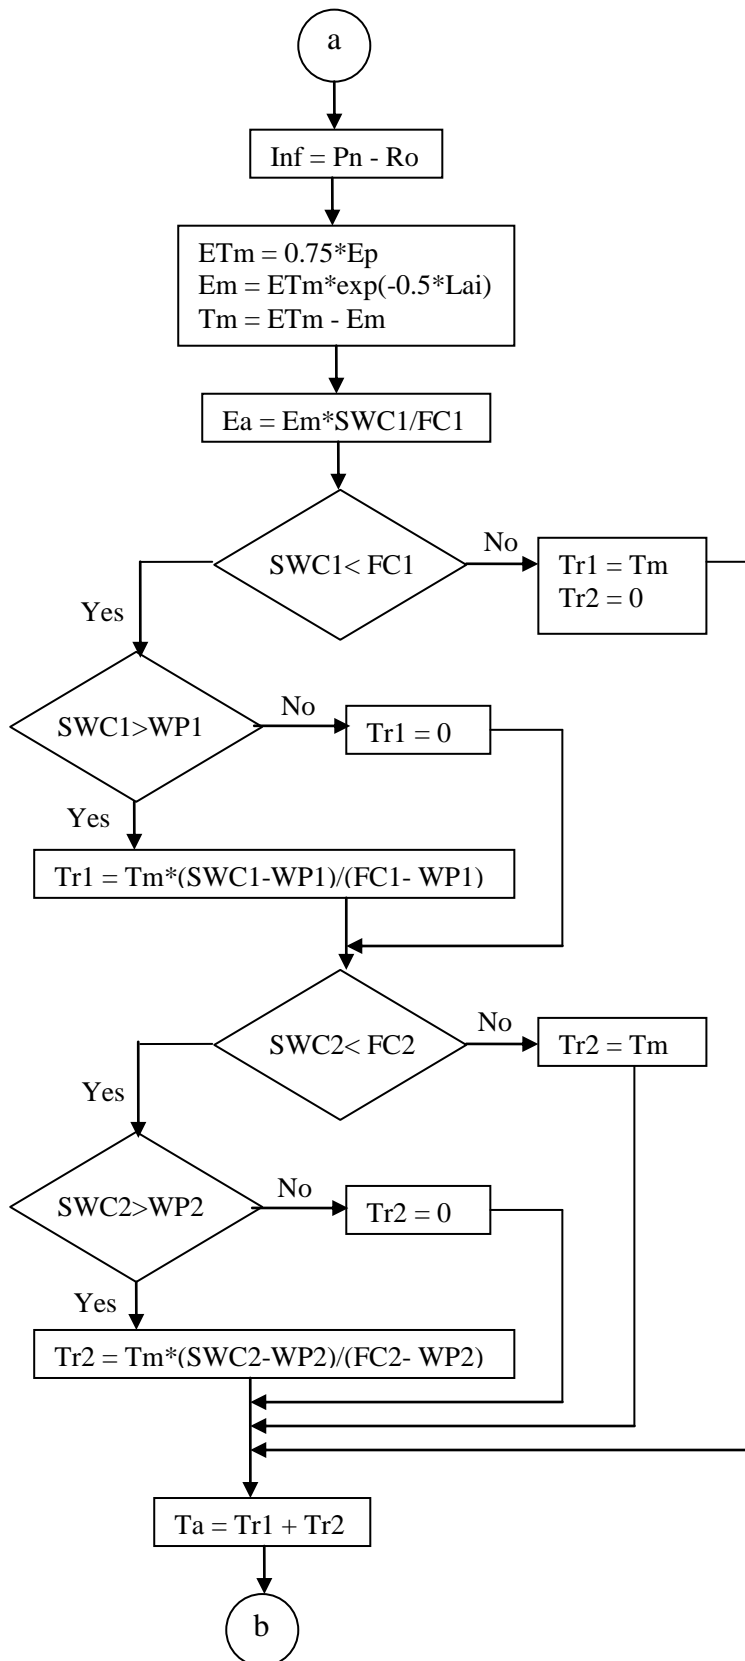 a
Inf = Pn - Ro
ETm = 0.75*Ep
Em = ETm*exp(-0.5*Lai)
Tm = ETm - Em
Ea = Em*SWC1/FC1
SWC1< FC1
No
Tr1 = Tm
Tr2 = 0
Yes
SWC1>WP1
No
Tr1 = 0
Yes
Tr1 = Tm*(SWC1-WP1)/(FC1- WP1)
SWC2< FC2
No
Tr2 = Tm
Yes
SWC2>WP2
No
Tr2 = 0
Yes
Tr2 = Tm*(SWC2-WP2)/(FC2- WP2)
Ta = Tr1 + Tr2
b